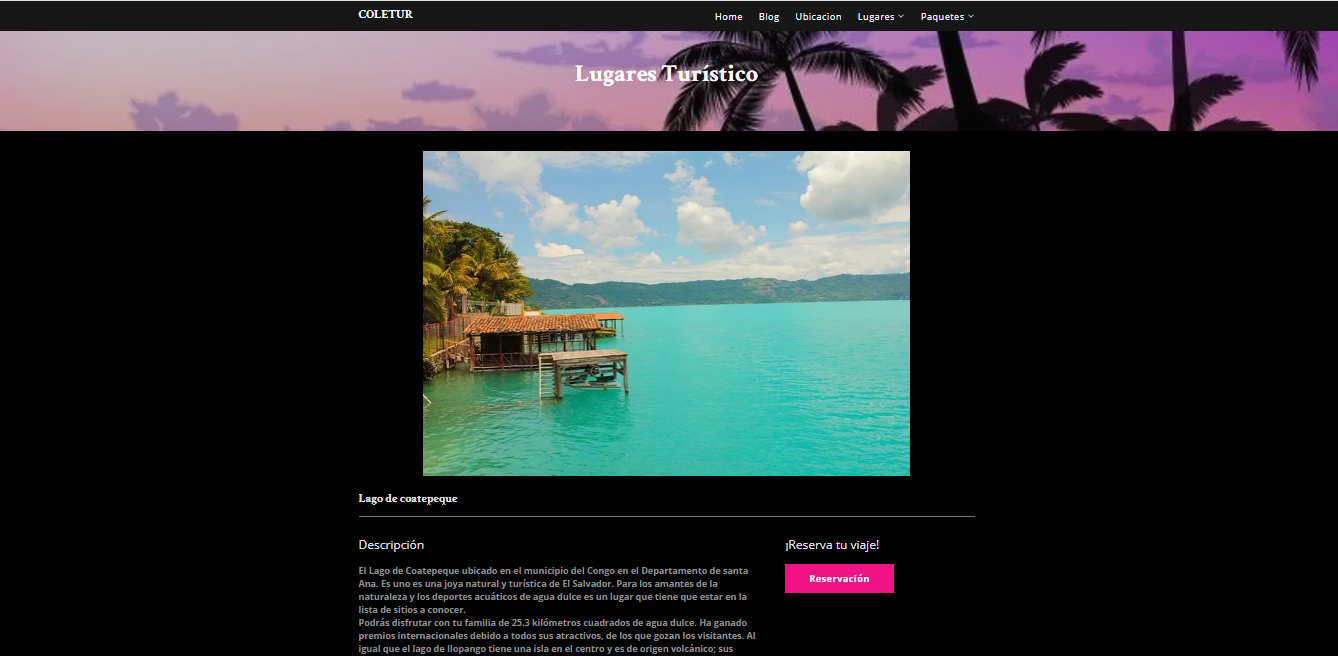 COLETUR
Home Blog Ubicacion Lugares Paquetes
Lugares Turístico
Lago de coatepeque
Descripción
El Lago de Coatepeque ubicado en el municipio del Congo en el Departamento de santa
Ana. Es uno es una joya natural y turística de El Salvador. Para los amantes de la
naturaleza y los deportes acuáticos de agua dulce es un lugar que tiene que estar en la
lista de sitios a conocer.
Podrás disfrutar con tu familia de 25.3 kilómetros cuadrados de agua dulce. Ha ganado
premios internacionales debido a todos sus atractivos, de los que gozan los visitantes. Al
igual que el lago de Ilopango tiene una isla en el centro y es de origen volcánico; sus
¡Reserva tu viaje!
Reservación